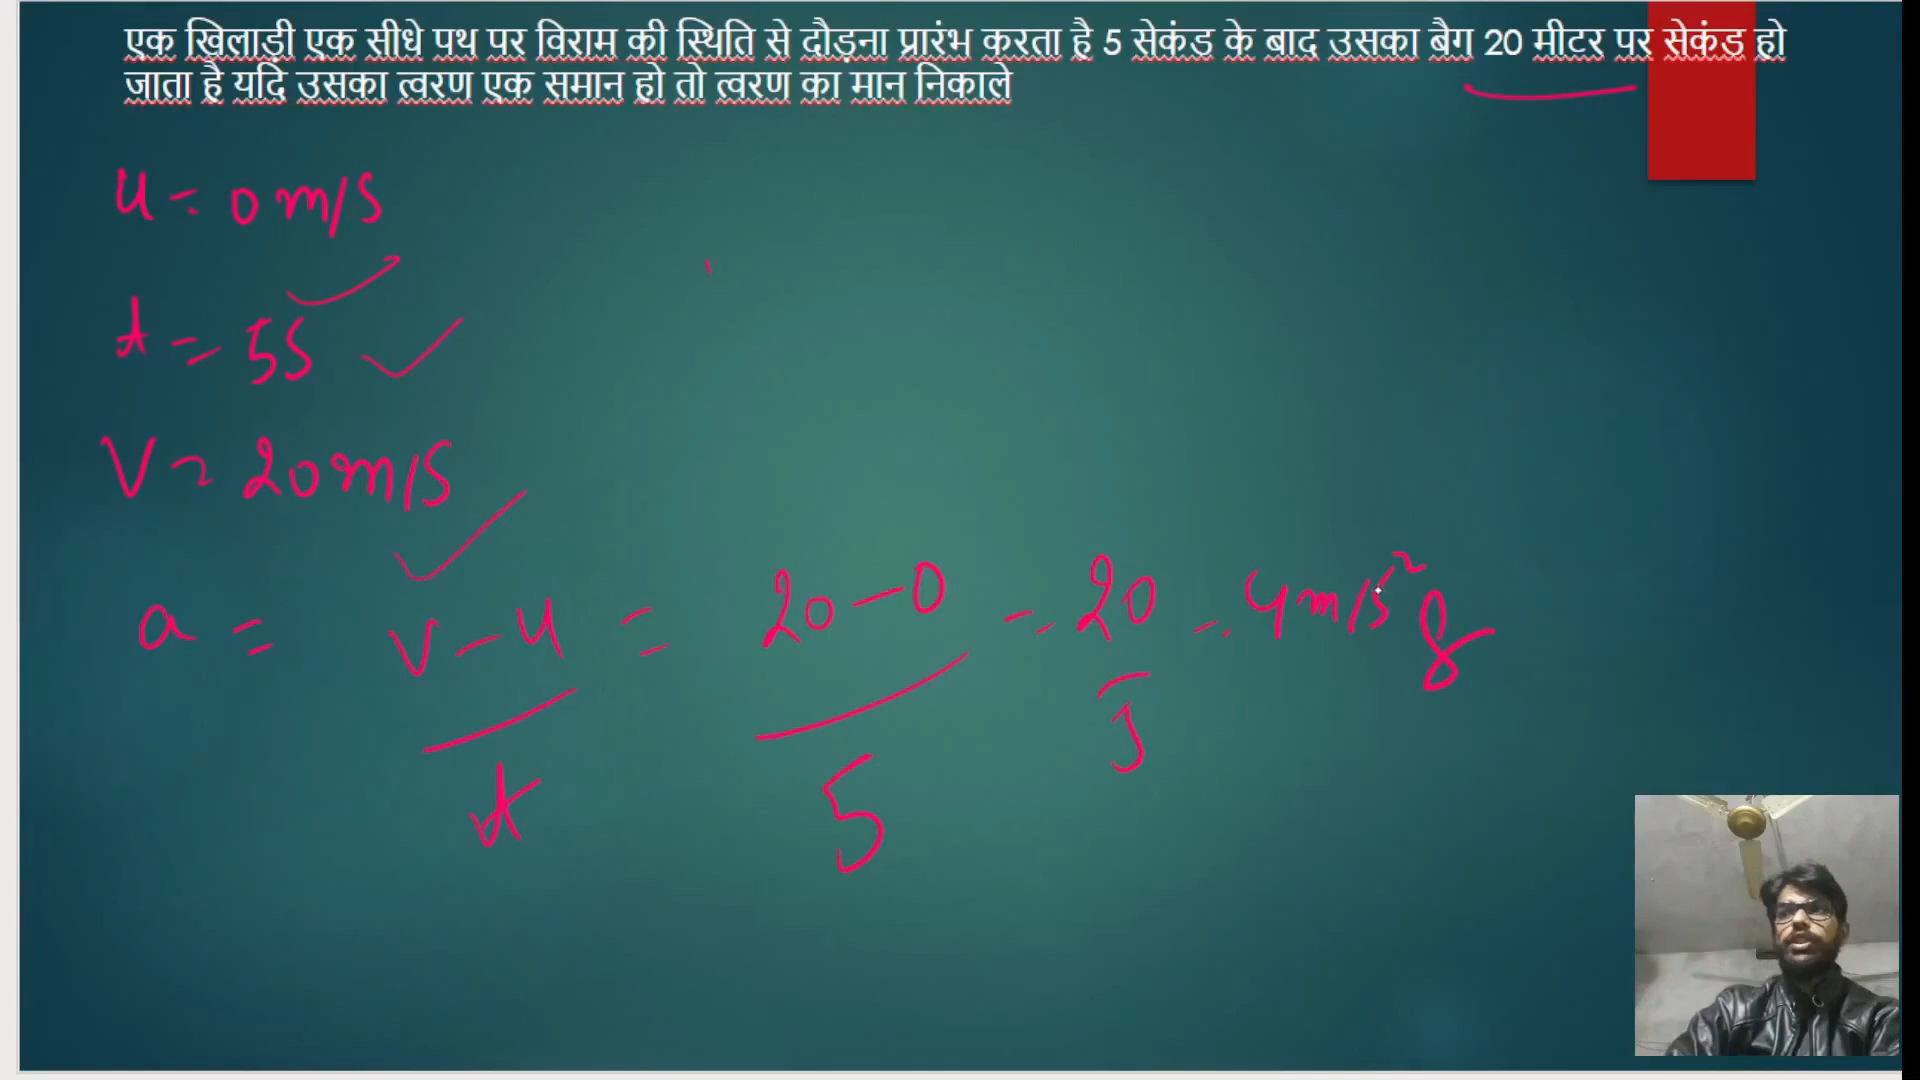 एक खिलाड़ी एक सीधे पथ पर विराम की स्थिति से दौड़ना प्रारंभ करता है 5 सेकंड के बाद उसका बैग 20 मीटर पर सेकंड हो
जाता है यदि उसका त्वरण एक समान हो तो त्वरण का मान निकाले
u = 0 m/s
t = 5s
v = 20 m/s
a = v-u/t = 20-0/5 = 20/5 = 4 m/s²